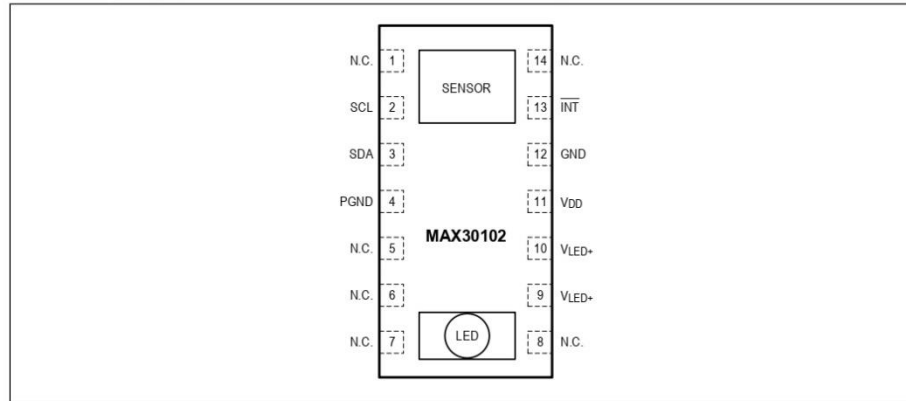 N.C. 1 SENSOR 14 N.C.
SCL 2 13 INT
SDA 3 12 GND
PGND 4 11 VDD
MAX30102
N.C. 5 10 VLED+
N.C. 6 9 VLED+
N.C. 7 LED 8 N.C.